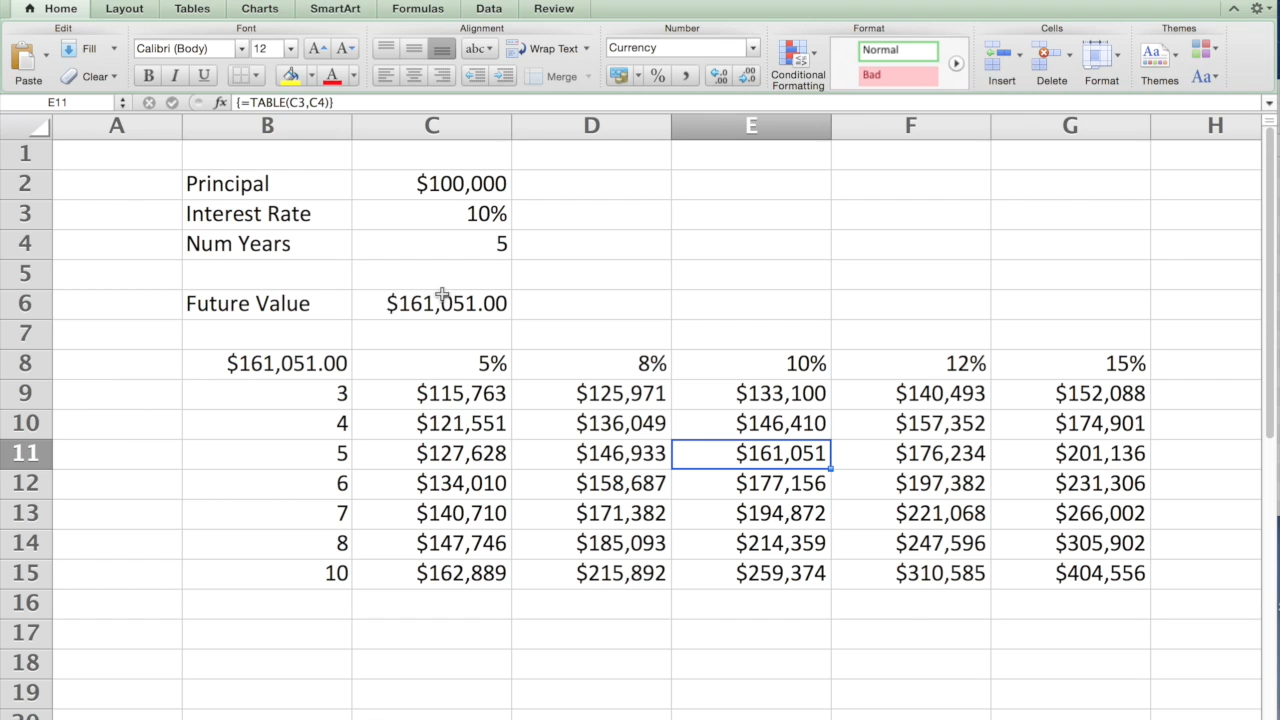 Home Layout Tables Charts SmartArt Formulas Data Review
Edit Font Alignment Number Format Cells Themes
Fill Calibri (Body) 12 A A abc Wrap Text Currency Normal
Paste Clear B I U A Merge % , .0 .00 .00 .0 Conditional Formatting Bad Insert Delete Format Themes Aa
E11 fx {=TABLE(C3,C4)}
A B C D E F G H
1
2 Principal $100,000
3 Interest Rate 10%
4 Num Years 5
5
6 Future Value $161,051.00
7
8 $161,051.00 5% 8% 10% 12% 15%
9 3 $115,763 $125,971 $133,100 $140,493 $152,088
10 4 $121,551 $136,049 $146,410 $157,352 $174,901
11 5 $127,628 $146,933 $161,051 $176,234 $201,136
12 6 $134,010 $158,687 $177,156 $197,382 $231,306
13 7 $140,710 $171,382 $194,872 $221,068 $266,002
14 8 $147,746 $185,093 $214,359 $247,596 $305,902
15 10 $162,889 $215,892 $259,374 $310,585 $404,556
16
17
18
19
20